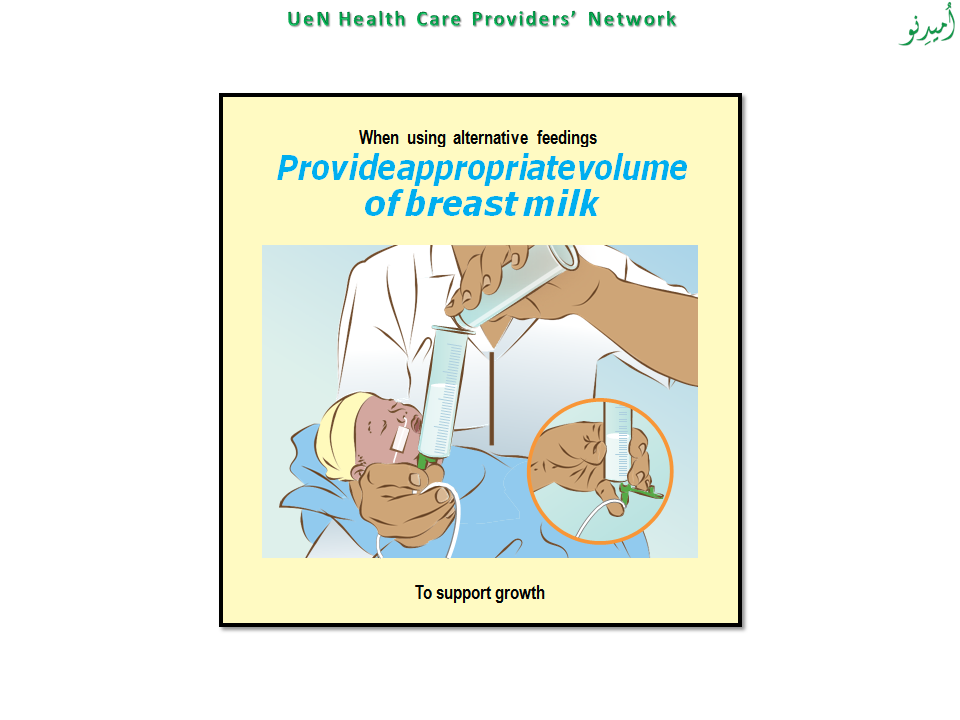 UeN Health Care Providers’ Network
اُمیدِنو
When using alternative feedings
Provideappropriatevolume
of breast milk
To support growth